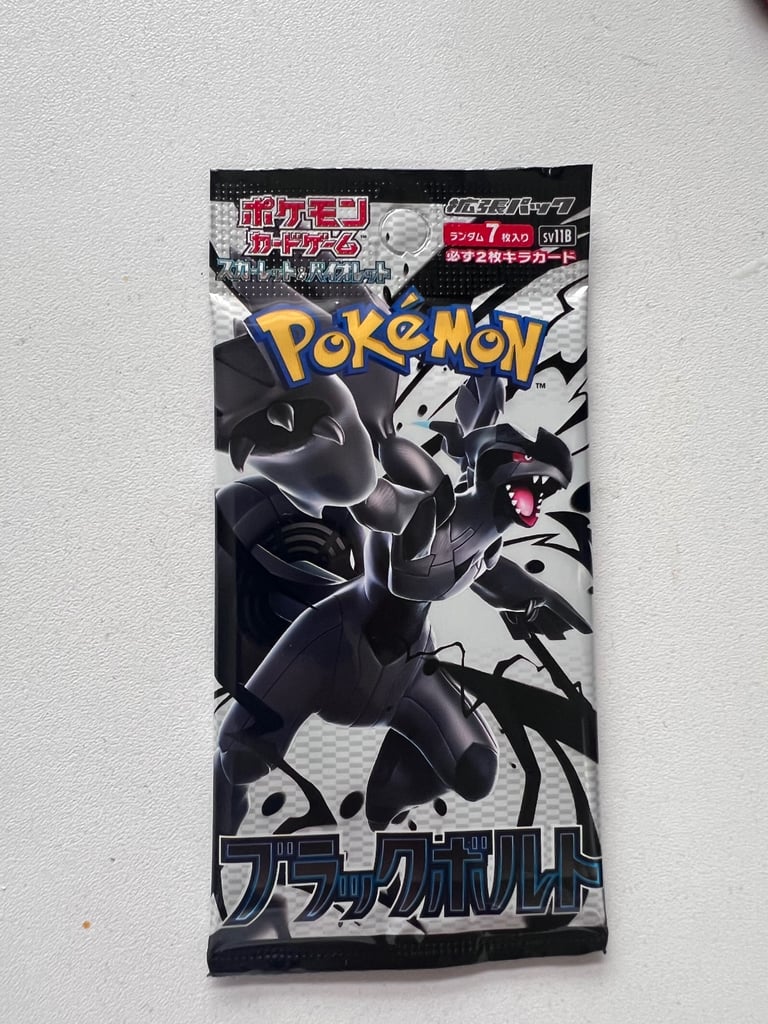 ポケモン
カードゲーム
スカーレット&バイオレット
拡張パック
ランダム7枚入り SV11B
必ず2枚キラカード
POKéMON™
ブラックボルト